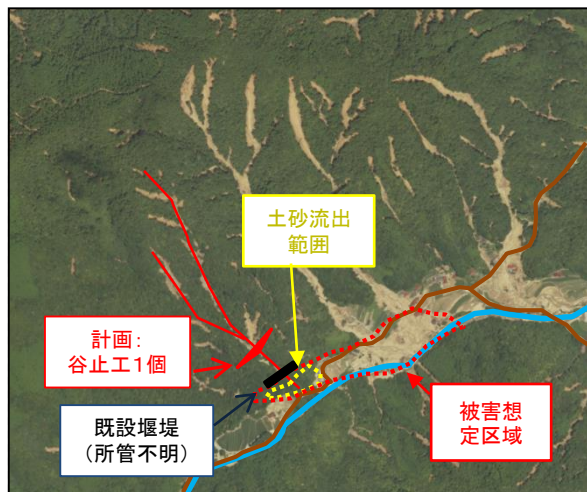 土砂流出
範囲
計画：
谷止工１個
既設堰堤
（所管不明）
被害想
定区域